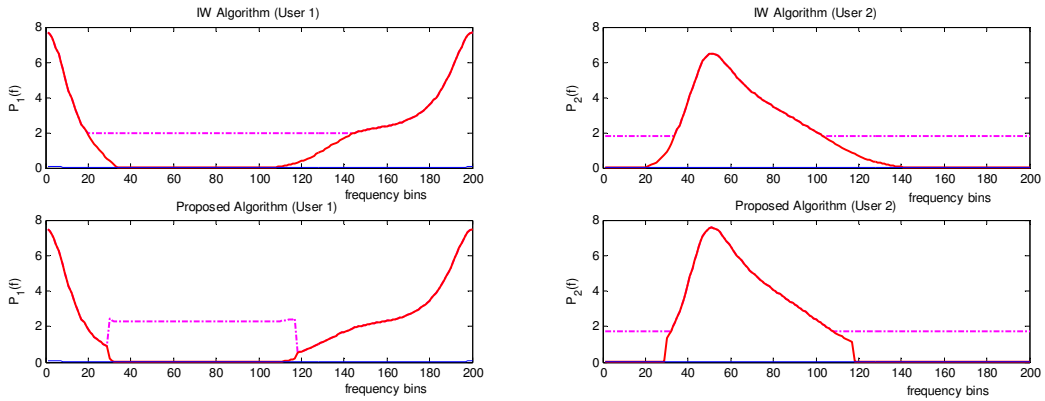 IW Algorithm (User 1)
8
6
4
2
0
P1(f)
0 20 40 60 80 100 120 140 160 180 200
frequency bins
IW Algorithm (User 2)
8
6
4
2
0
P2(f)
0 20 40 60 80 100 120 140 160 180 200
frequency bins
Proposed Algorithm (User 1)
8
6
4
2
0
P1(f)
0 20 40 60 80 100 120 140 160 180 200
frequency bins
Proposed Algorithm (User 2)
8
6
4
2
0
P2(f)
0 20 40 60 80 100 120 140 160 180 200
frequency bins